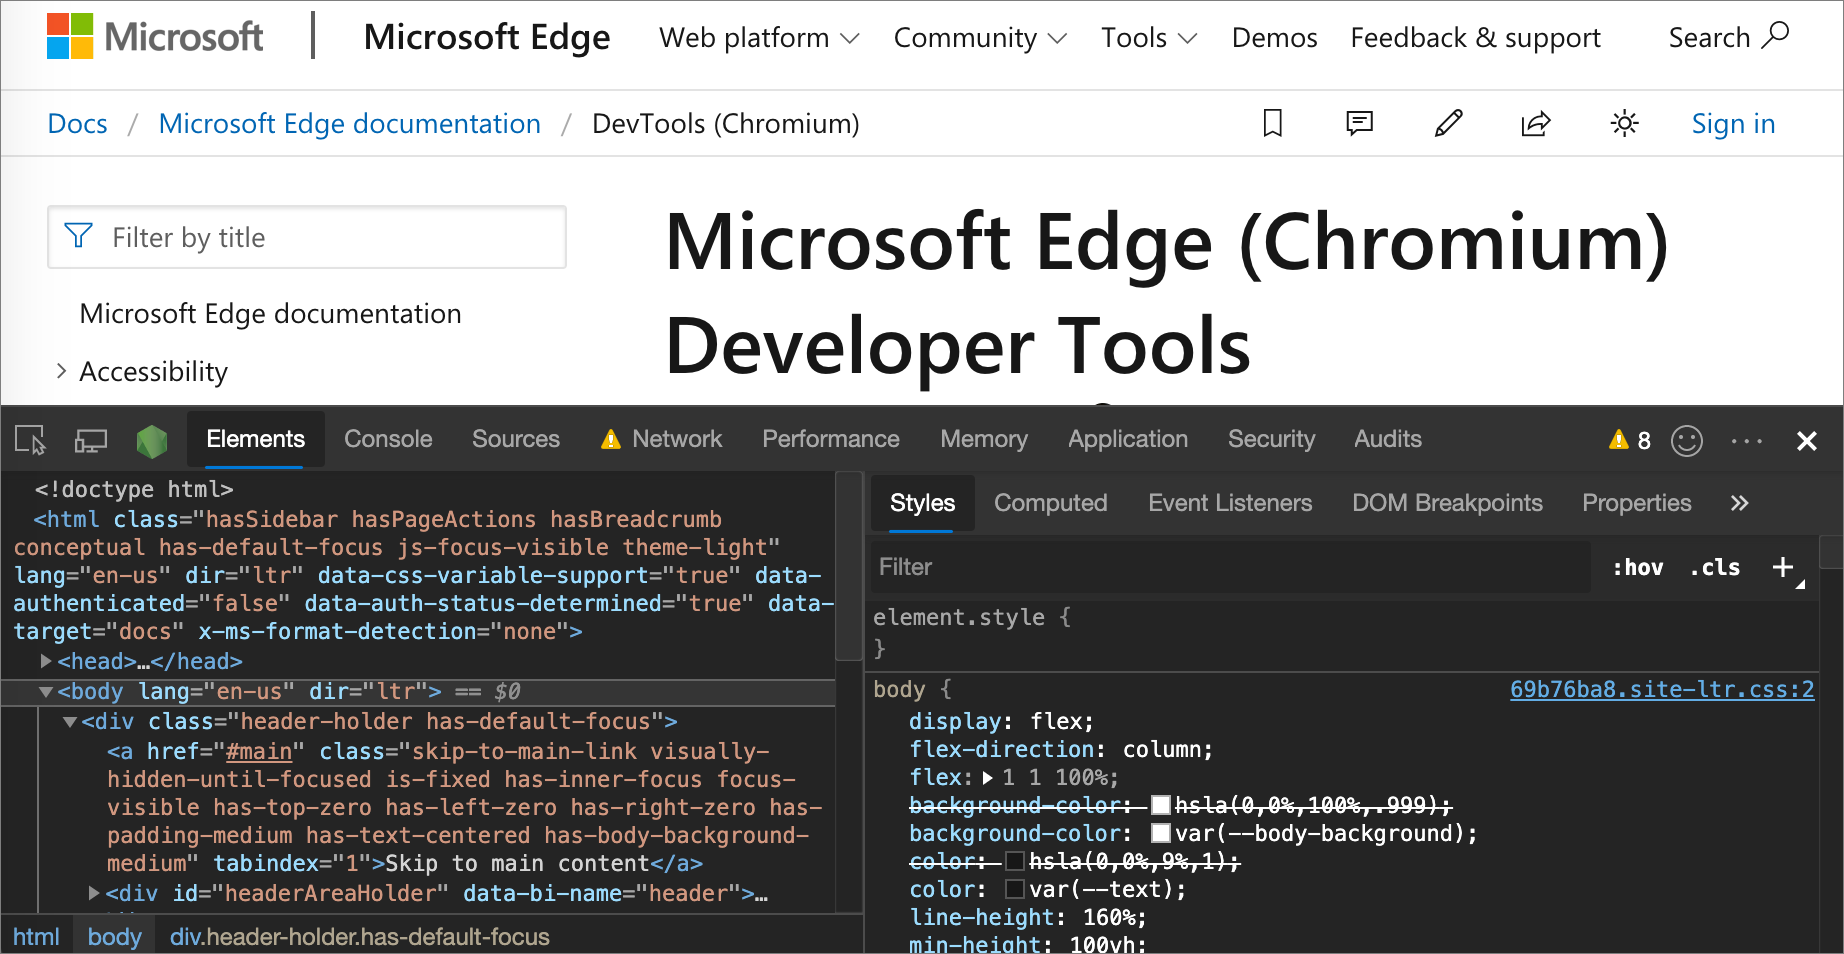 Microsoft | Microsoft Edge Web platform Community Tools Demos Feedback & support Search
Docs / Microsoft Edge documentation / DevTools (Chromium) Sign in
Filter by title
Microsoft Edge documentation
Accessibility
Microsoft Edge (Chromium)
Developer Tools
Elements Console Sources Network Performance Memory Application Security Audits 8
<!doctype html>
<html class="hasSidebar hasPageActions hasBreadcrumb
conceptual has-default-focus js-focus-visible theme-light"
lang="en-us" dir="ltr" data-css-variable-support="true" data-
authenticated="false" data-auth-status-determined="true" data-
target="docs" x-ms-format-detection="none">
<head>…</head>
<body lang="en-us" dir="ltr"> == $0
<div class="header-holder has-default-focus">
<a href="#main" class="skip-to-main-link visually-
hidden-until-focused is-fixed has-inner-focus focus-
visible has-top-zero has-left-zero has-right-zero has-
padding-medium has-text-centered has-body-background-
medium" tabindex="1">Skip to main content</a>
<div id="headerAreaHolder" data-bi-name="header">…
html body div.header-holder.has-default-focus
Styles Computed Event Listeners DOM Breakpoints Properties »
Filter :hov .cls +
element.style {
}
body { 69b76ba8.site-ltr.css:2
display: flex;
flex-direction: column;
flex: 1 1 100%;
background-color: hsla(0,0%,100%,.999);
background-color: var(--body-background);
color: hsla(0,0%,9%,1);
color: var(--text);
line-height: 160%;
min-height: 100vh;